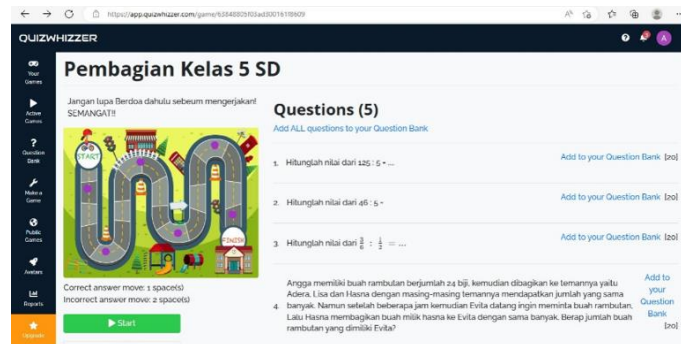 https://app.quizwhizzer.com/game/63848805f03ad30016118609
QUIZWHIZZER
Your Games
Active Games
Question Bank
Make a Game
Public Games
Avatars
Reports
Upgrade
A
Pembagian Kelas 5 SD
Jangan lupa Berdoa dahulu sebeum mengerjakan!
SEMANGAT!!
START
FINISH
Correct answer move: 1 space(s)
Incorrect answer move: 2 space(s)
Start
Questions (5)
Add ALL questions to your Question Bank
1. Hitunglah nilai dari 125 : 5 = ... Add to your Question Bank [20]
2. Hitunglah nilai dari 46 : 5 = Add to your Question Bank [20]
3. Hitunglah nilai dari : = ... Add to your Question Bank [20]
4. Angga memiliki buah rambutan berjumlah 24 biji, kemudian dibagikan ke temannya yaitu
Adera, Lisa dan Hasna dengan masing-masing temannya mendapatkan jumlah yang sama
banyak. Namun setelah beberapa jam kemudian Evita datang ingin meminta buah rambutan,
Lalu Hasna membagikan buah milik hasna ke Evita dengan sama banyak. Berap jumlah buah
rambutan yang dimiliki Evita?
Add to
your
Question
Bank
[20]